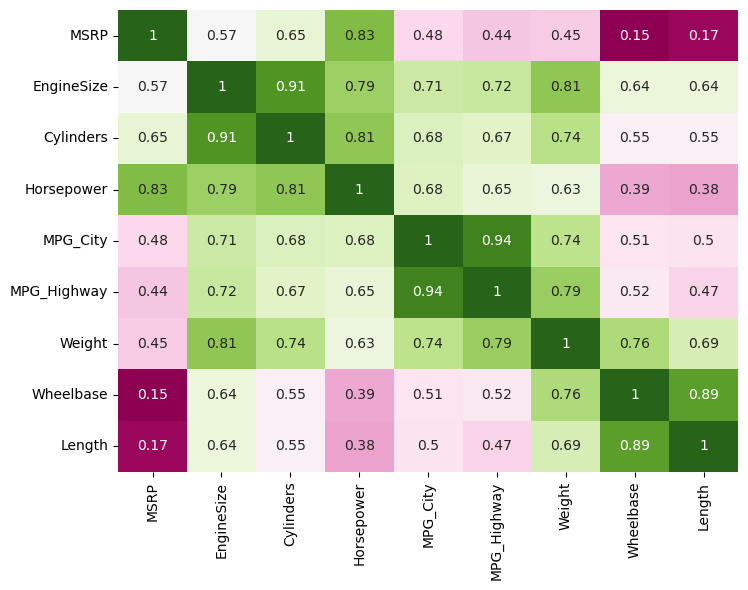 MSRP 1 0.57 0.65 0.83 0.48 0.44 0.45 0.15 0.17
EngineSize 0.57 1 0.91 0.79 0.71 0.72 0.81 0.64 0.64
Cylinders 0.65 0.91 1 0.81 0.68 0.67 0.74 0.55 0.55
Horsepower 0.83 0.79 0.81 1 0.68 0.65 0.63 0.39 0.38
MPG_City 0.48 0.71 0.68 0.68 1 0.94 0.74 0.51 0.5
MPG_Highway 0.44 0.72 0.67 0.65 0.94 1 0.79 0.52 0.47
Weight 0.45 0.81 0.74 0.63 0.74 0.79 1 0.76 0.69
Wheelbase 0.15 0.64 0.55 0.39 0.51 0.52 0.76 1 0.89
Length 0.17 0.64 0.55 0.38 0.5 0.47 0.69 0.89 1
MSRP
EngineSize
Cylinders
Horsepower
MPG_City
MPG_Highway
Weight
Wheelbase
Length